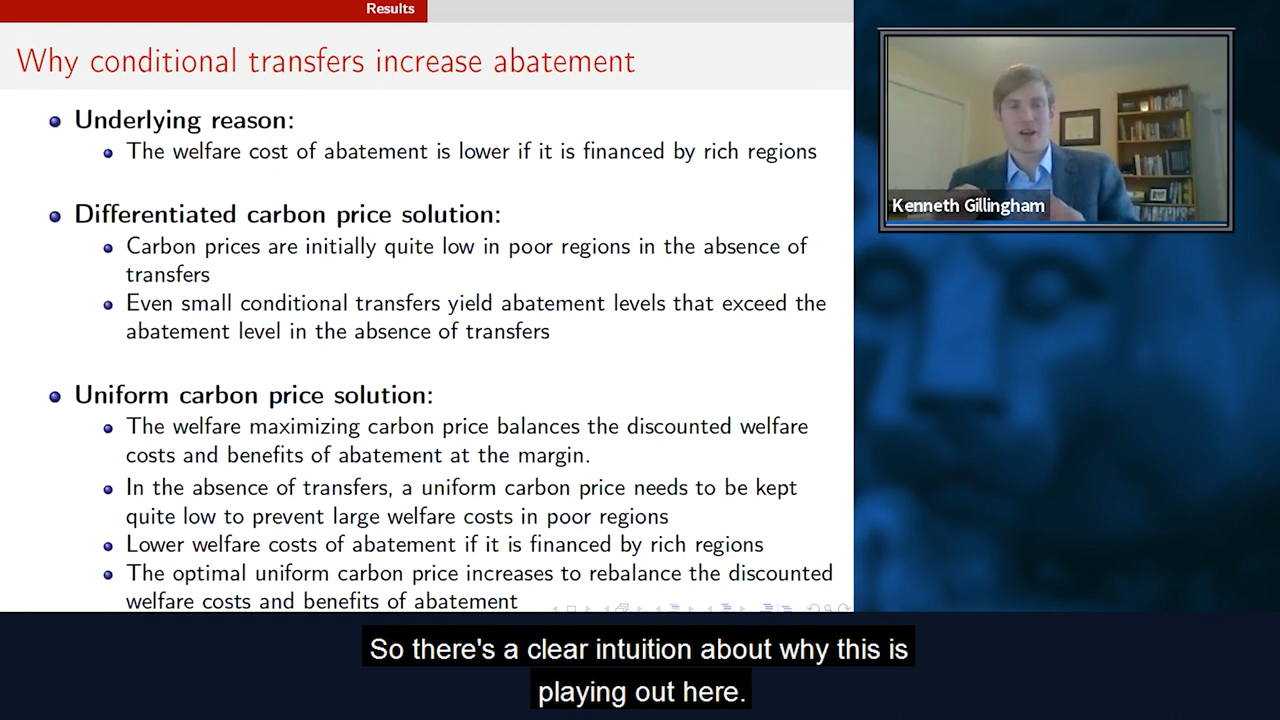 Results
Why conditional transfers increase abatement
Underlying reason:
The welfare cost of abatement is lower if it is financed by rich regions
Differentiated carbon price solution:
Carbon prices are initially quite low in poor regions in the absence of
transfers
Even small conditional transfers yield abatement levels that exceed the
abatement level in the absence of transfers
Uniform carbon price solution:
The welfare maximizing carbon price balances the discounted welfare
costs and benefits of abatement at the margin.
In the absence of transfers, a uniform carbon price needs to be kept
quite low to prevent large welfare costs in poor regions
Lower welfare costs of abatement if it is financed by rich regions
The optimal uniform carbon price increases to rebalance the discounted
welfare costs and benefits of abatement
Kenneth Gillingham
So there's a clear intuition about why this is
playing out here.